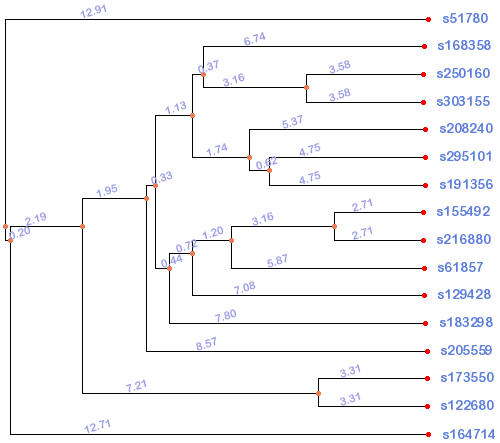 12.91 s51780
6.74 s168358
0.37
3.16 3.58 s250160
3.58 s303155
1.13
5.37 s208240
1.74 4.75 s295101
0.62
4.75 s191356
0.33
1.95
2.71 s155492
3.16
1.20 2.71 s216880
0.72
2.19
0.20
0.44 5.87 s61857
7.08 s129428
7.80 s183298
8.57 s205559
3.31 s173550
7.21
3.31 s122680
12.71 s164714